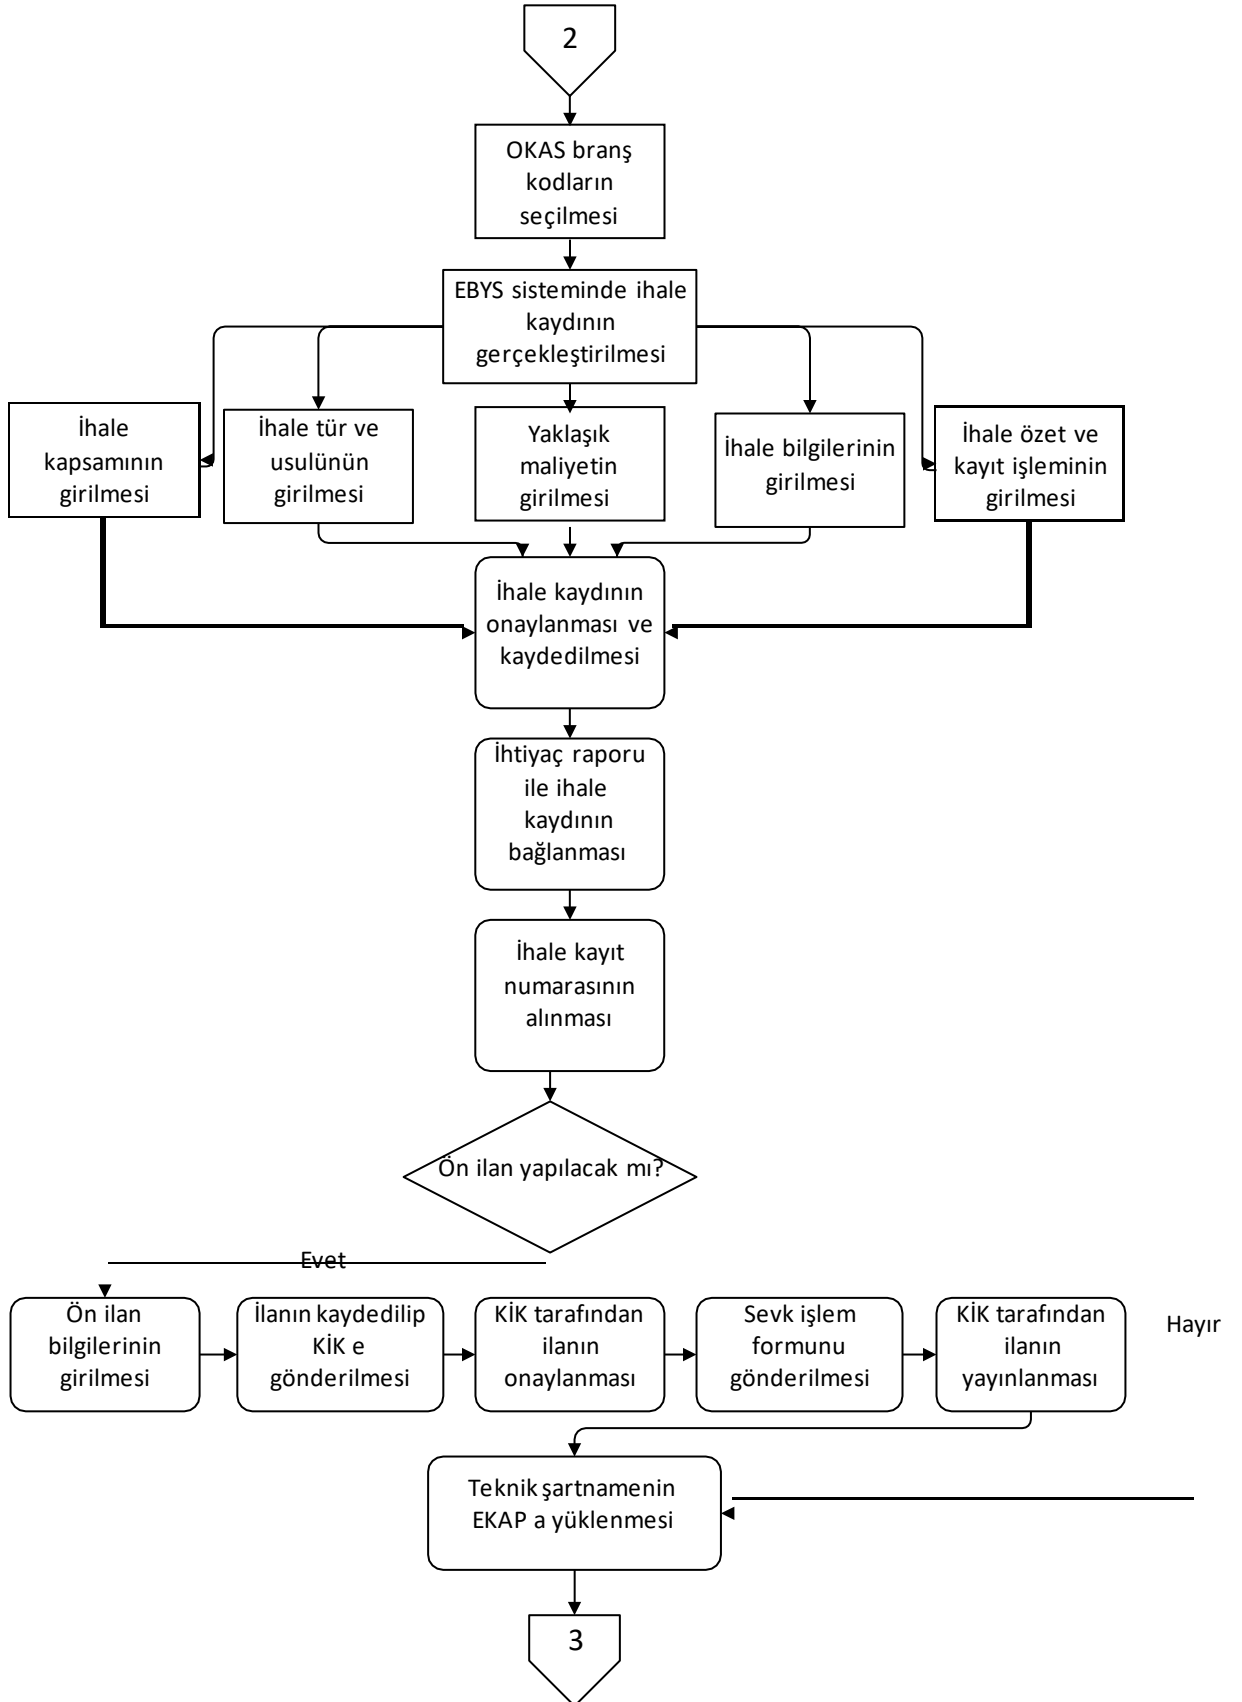 2
OKAS branş
kodların
seçilmesi
EBYS sisteminde ihale
kaydının
gerçekleştirilmesi
İhale
kapsamının
girilmesi
İhale tür ve
usulünün
girilmesi
Yaklaşık
maliyetin
girilmesi
İhale bilgilerinin
girilmesi
İhale özet ve
kayıt işleminin
girilmesi
İhale kaydının
onaylanması ve
kaydedilmesi
İhtiyaç raporu
ile ihale
kaydının
bağlanması
İhale kayıt
numarasının
alınması
Ön ilan yapılacak mı?
Evet
Ön ilan
bilgilerinin
girilmesi
İlanın kaydedilip
KİK e
gönderilmesi
KİK tarafından
ilanın
onaylanması
Sevk işlem
formunu
gönderilmesi
KİK tarafından
ilanın
yayınlanması
Hayır
Teknik şartnamenin
EKAP a yüklenmesi
3